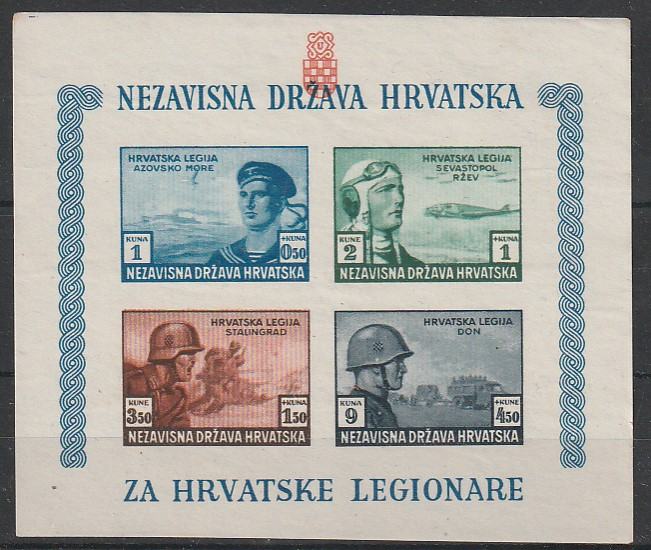 NEZAVISNA DRŽAVA HRVATSKA
HRVATSKA LEGIJA
AZOVSKO MORE
KUNA
1
+KUNA
0.50
NEZAVISNA DRŽAVA HRVATSKA
HRVATSKA LEGIJA
SEVASTOPOL
RŽEV
KUNE
2
+KUNA
1
NEZAVISNA DRŽAVA HRVATSKA
HRVATSKA LEGIJA
STALINGRAD
KUNE
3.50
+KUNA
1.50
NEZAVISNA DRŽAVA HRVATSKA
HRVATSKA LEGIJA
DON
KUNA
9
+KUNE
4.50
NEZAVISNA DRŽAVA HRVATSKA
ZA HRVATSKE LEGIONARE